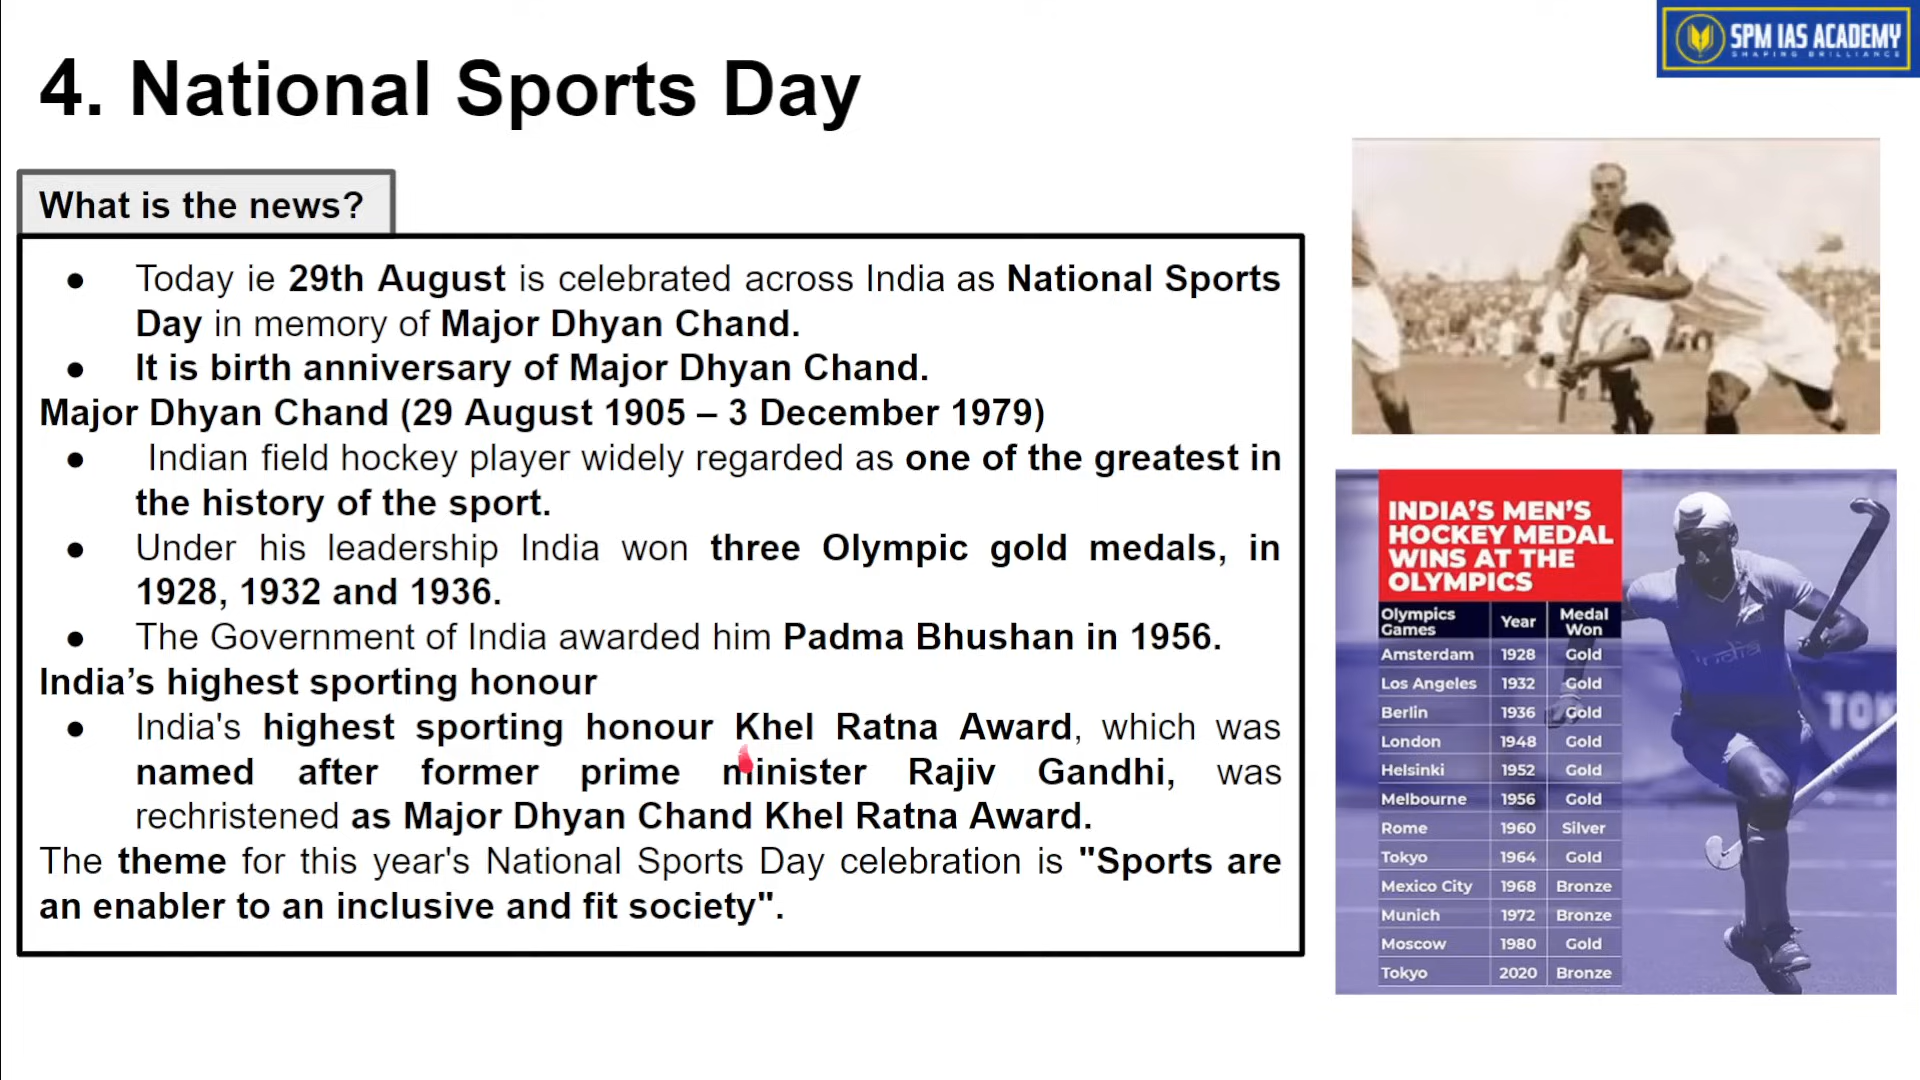 SPM IAS ACADEMY
SHAPING BRILLIANCE
4. National Sports Day
What is the news?
● Today ie 29th August is celebrated across India as National Sports
Day in memory of Major Dhyan Chand.
● It is birth anniversary of Major Dhyan Chand.
Major Dhyan Chand (29 August 1905 – 3 December 1979)
● Indian field hockey player widely regarded as one of the greatest in
the history of the sport.
● Under his leadership India won three Olympic gold medals, in
1928, 1932 and 1936.
● The Government of India awarded him Padma Bhushan in 1956.
India’s highest sporting honour
● India's highest sporting honour Khel Ratna Award, which was
named after former prime minister Rajiv Gandhi, was
rechristened as Major Dhyan Chand Khel Ratna Award.
The theme for this year's National Sports Day celebration is "Sports are
an enabler to an inclusive and fit society".
INDIA’S MEN’S
HOCKEY MEDAL
WINS AT THE
OLYMPICS
Olympics Games Year Medal Won
Amsterdam 1928 Gold
Los Angeles 1932 Gold
Berlin 1936 Gold
London 1948 Gold
Helsinki 1952 Gold
Melbourne 1956 Gold
Rome 1960 Silver
Tokyo 1964 Gold
Mexico City 1968 Bronze
Munich 1972 Bronze
Moscow 1980 Gold
Tokyo 2020 Bronze
India
TOK